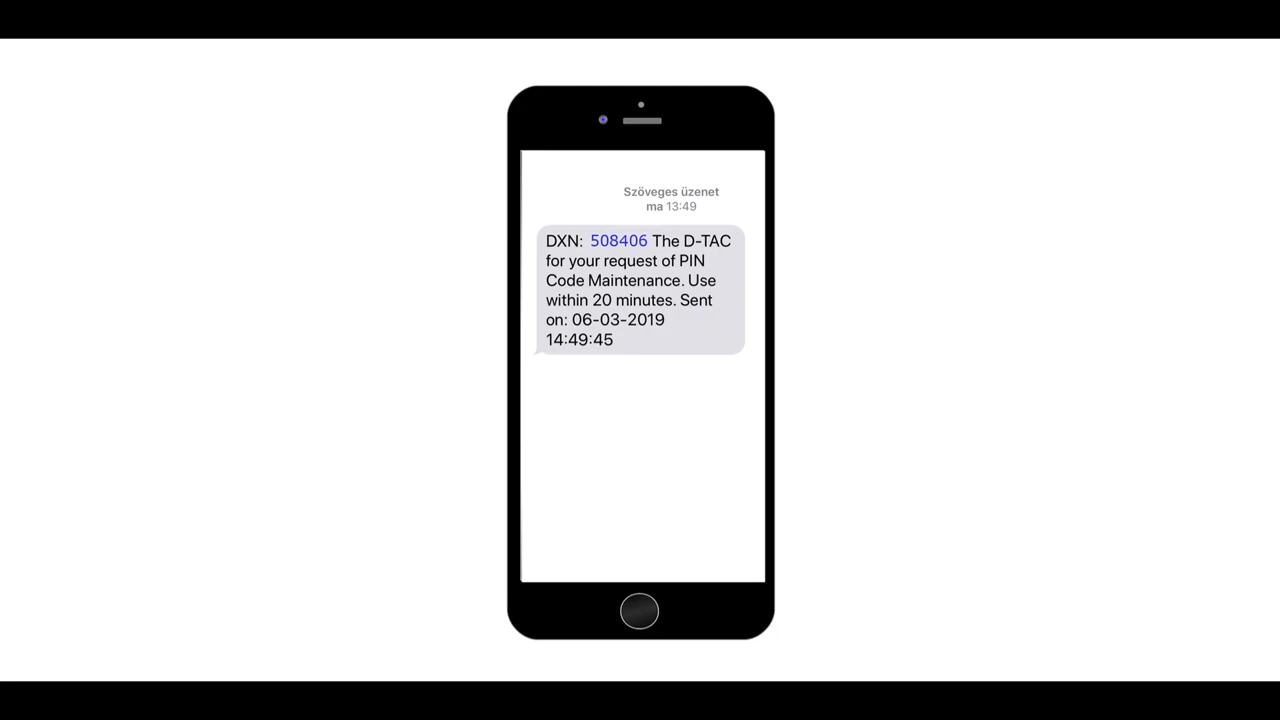 Szöveges üzenet
ma 13:49
DXN: 508406 The D-TAC
for your request of PIN
Code Maintenance. Use
within 20 minutes. Sent
on: 06-03-2019
14:49:45